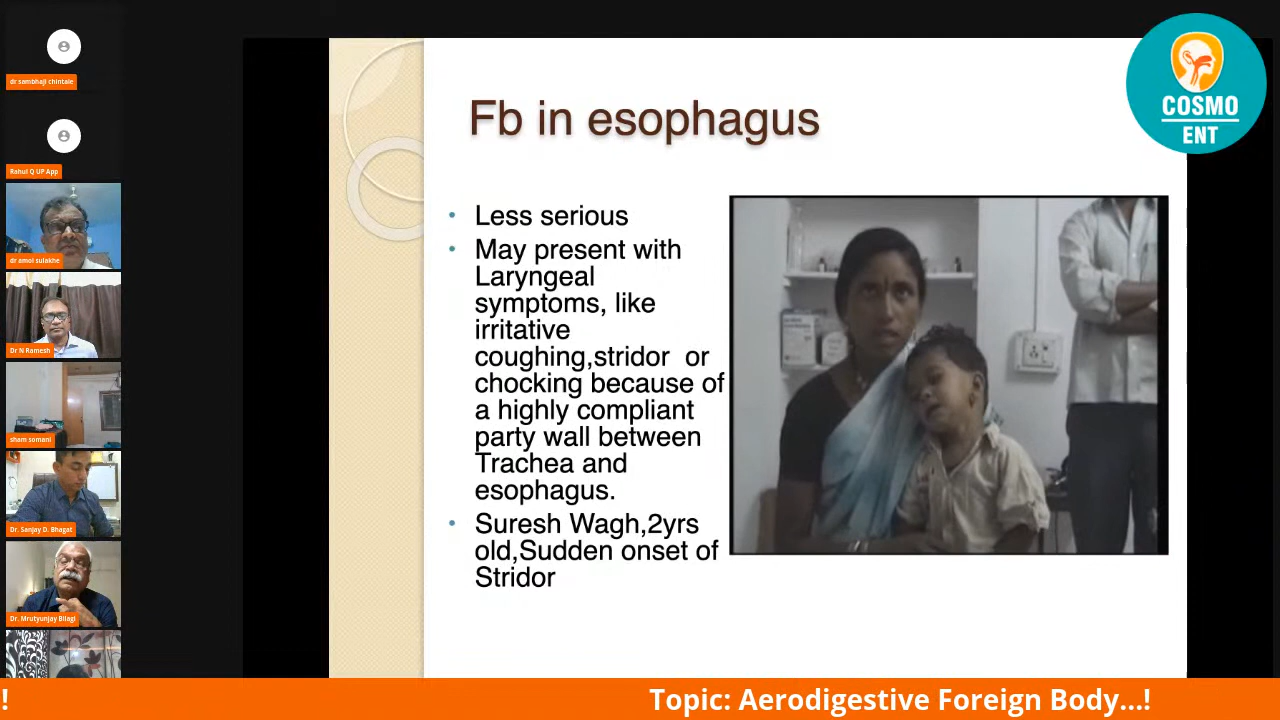 dr sambhaji chintale
Rahul Q UP App
dr amol sulakhe
Dr N Ramesh
sham somani
Dr. Sanjay D. Bhagat
Dr. Mrutyunjay Bilagi
Fb in esophagus
• Less serious
• May present with
Laryngeal
symptoms, like
irritative
coughing,stridor or
chocking because of
a highly compliant
party wall between
Trachea and
esophagus.
• Suresh Wagh,2yrs
old,Sudden onset of
Stridor
COSMO
ENT
!
Topic: Aerodigestive Foreign Body...!